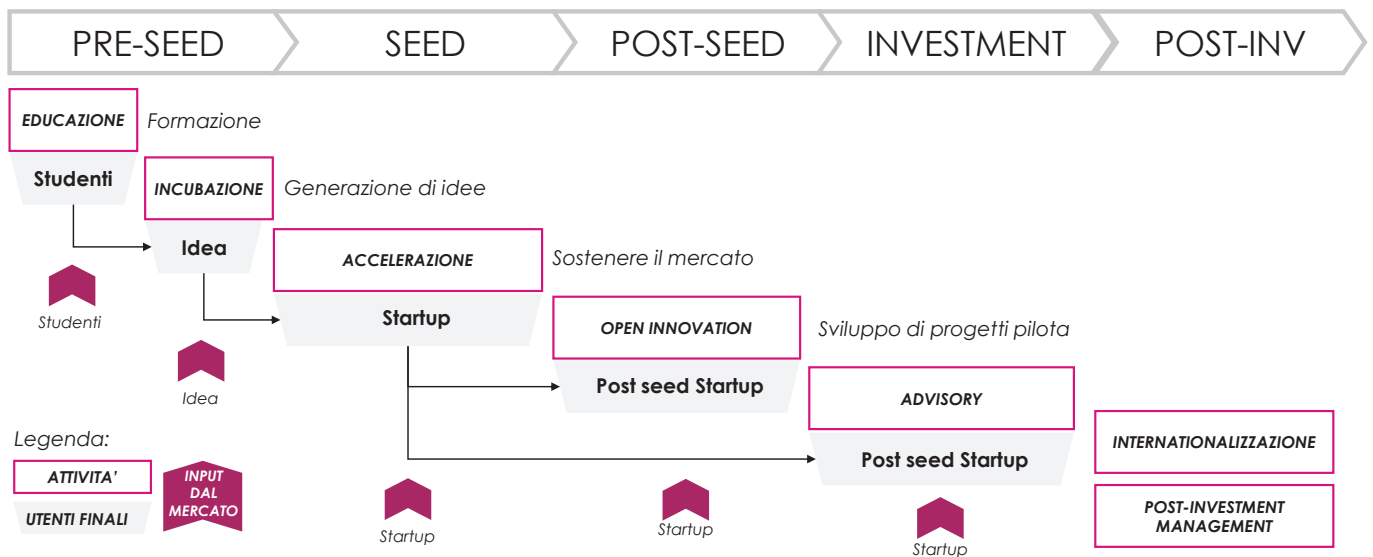 PRE-SEED
SEED
POST-SEED
INVESTMENT
POST-INV
EDUCAZIONE
Formazione
Studenti
INCUBAZIONE
Generazione di idee
Idea
ACCELERAZIONE
Sostenere il mercato
Startup
OPEN INNOVATION
Sviluppo di progetti pilota
Post seed Startup
ADVISORY
Post seed Startup
INTERNATIONALIZZAZIONE
POST-INVESTMENT
MANAGEMENT
Studenti
Idea
Startup
Startup
Startup
Legenda:
ATTIVITA'
UTENTI FINALI
INPUT
DAL
MERCATO